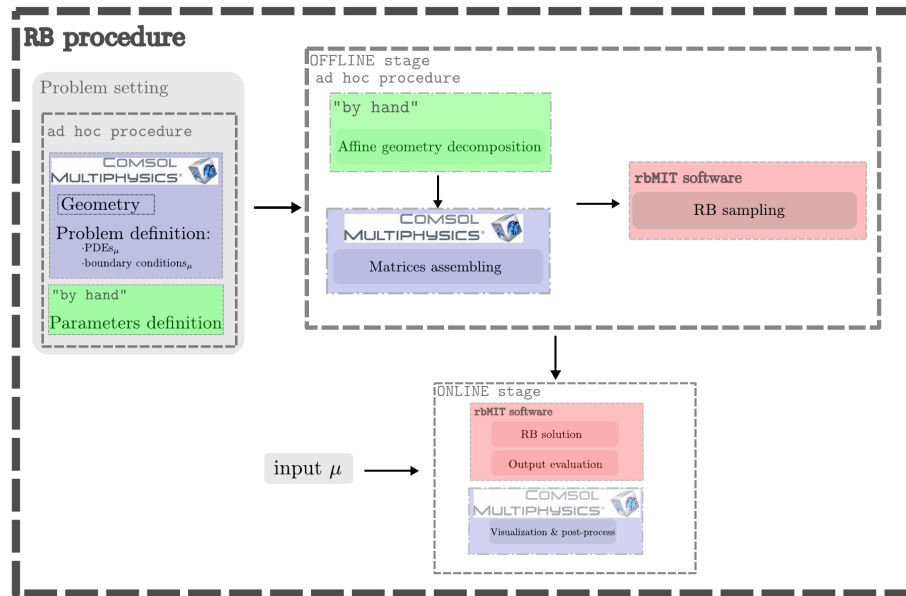 RB procedure
Problem setting
ad hoc procedure
COMSOL
MULTIPHYSICS®
Geometry
Problem definition:
·PDEsμ
·boundary conditionsμ
"by hand"
Parameters definition
OFFLINE stage
ad hoc procedure
"by hand"
Affine geometry decomposition
COMSOL
MULTIPHYSICS®
Matrices assembling
rbMIT software
RB sampling
input μ
ONLINE stage
rbMIT software
RB solution
Output evaluation
COMSOL
MULTIPHYSICS®
Visualization & post-process